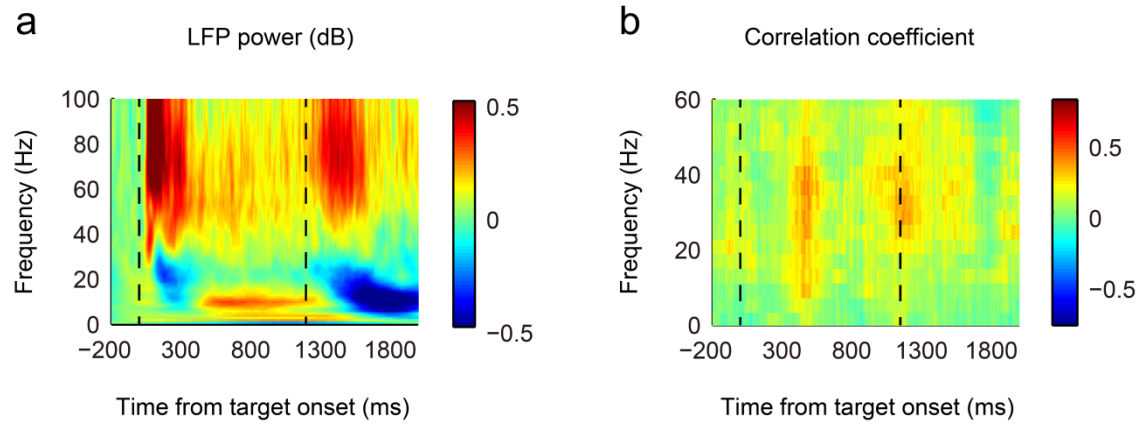 a
LFP power (dB)
Frequency (Hz)
100
80
60
40
20
0
−200 300 800 1300 1800
Time from target onset (ms)
0.5
0
−0.5
b
Correlation coefficient
Frequency (Hz)
60
40
20
0
−200 300 800 1300 1800
Time from target onset (ms)
0.5
0
−0.5